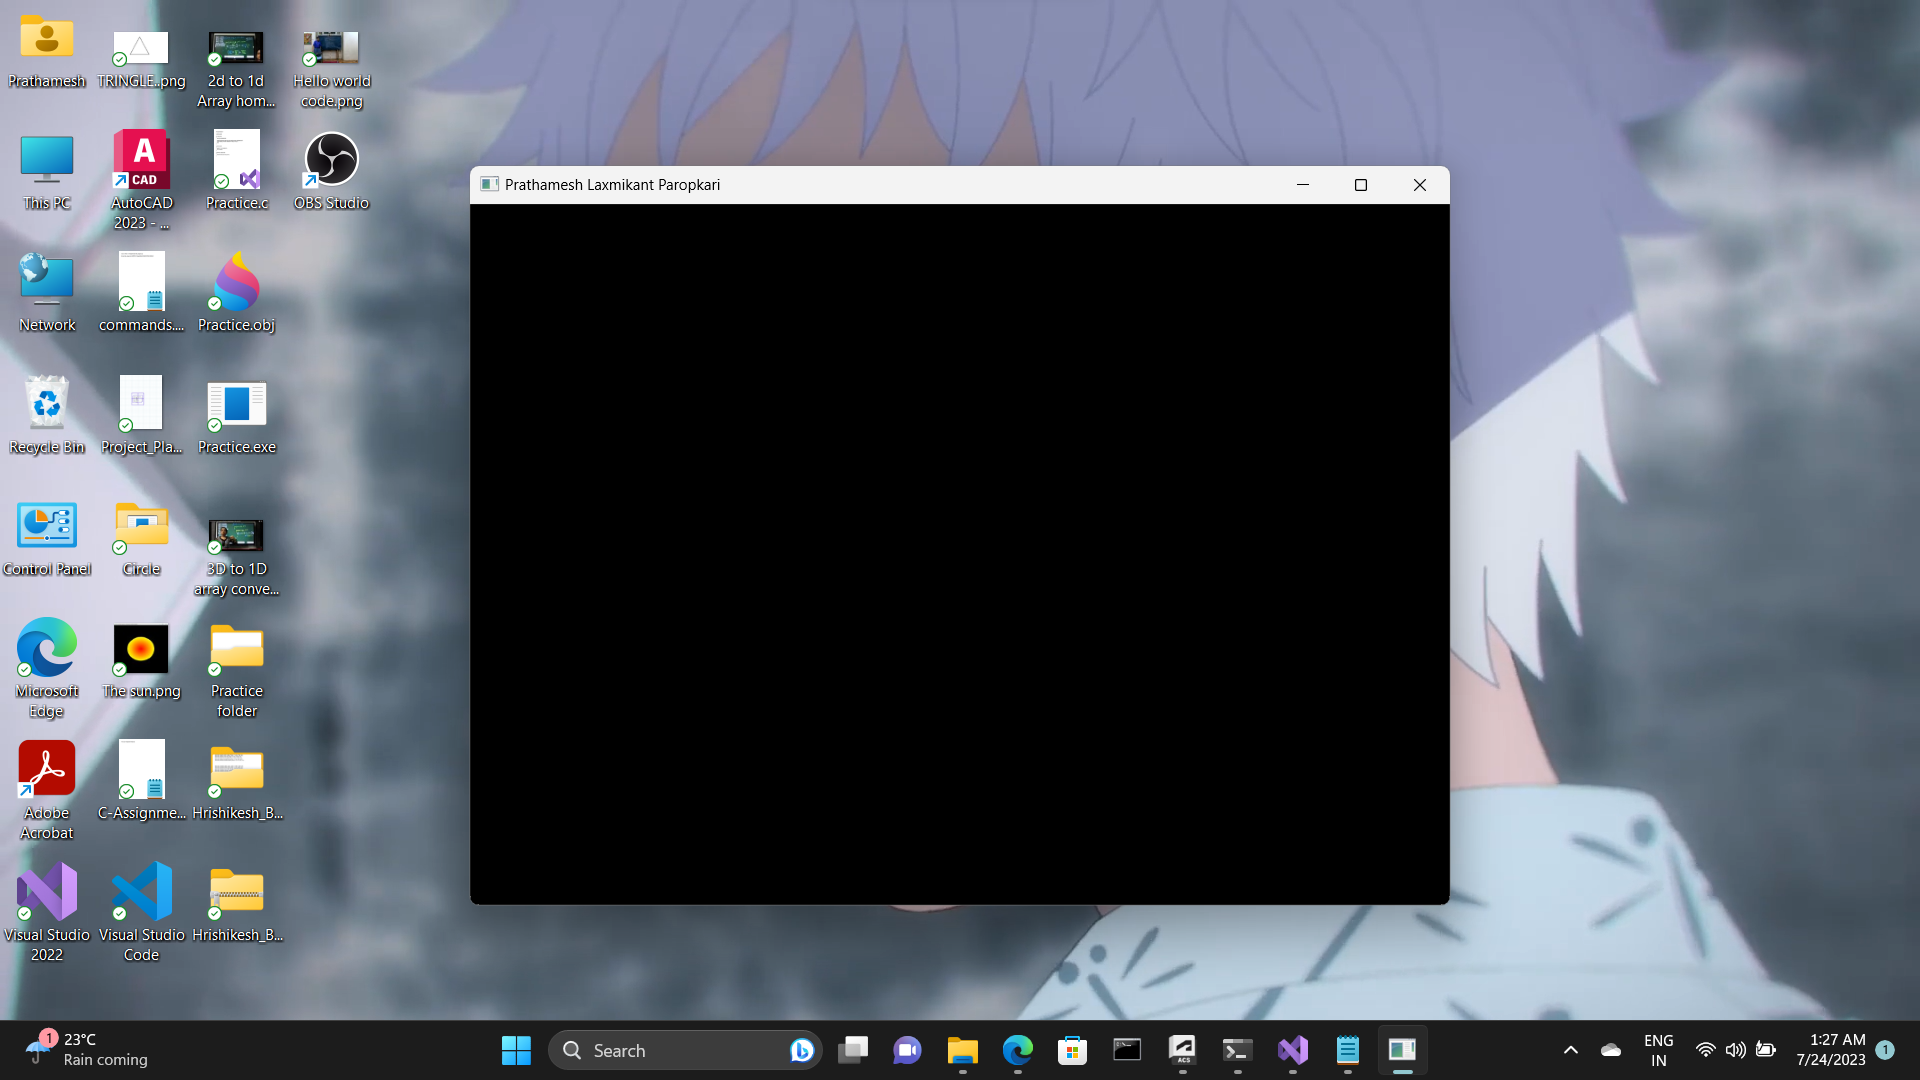 Prathamesh
TRINGLE..png
2d to 1d
Array hom...
Hello world
code.png
This PC
A
CAD
AutoCAD
2023 - ...
Practice.c
OBS Studio
Network
commands....
Practice.obj
Recycle Bin
Project_Pla...
Practice.exe
Control Panel
Circle
3D to 1D
array conve...
Microsoft
Edge
The sun.png
Practice
folder
Adobe
Acrobat
C-Assignme...
Hrishikesh_B...
Visual Studio
2022
Visual Studio
Code
Hrishikesh_B...
Prathamesh Laxmikant Paropkari
1
23°C
Rain coming
Search
ACS
ENG
IN
1:27 AM
7/24/2023
1